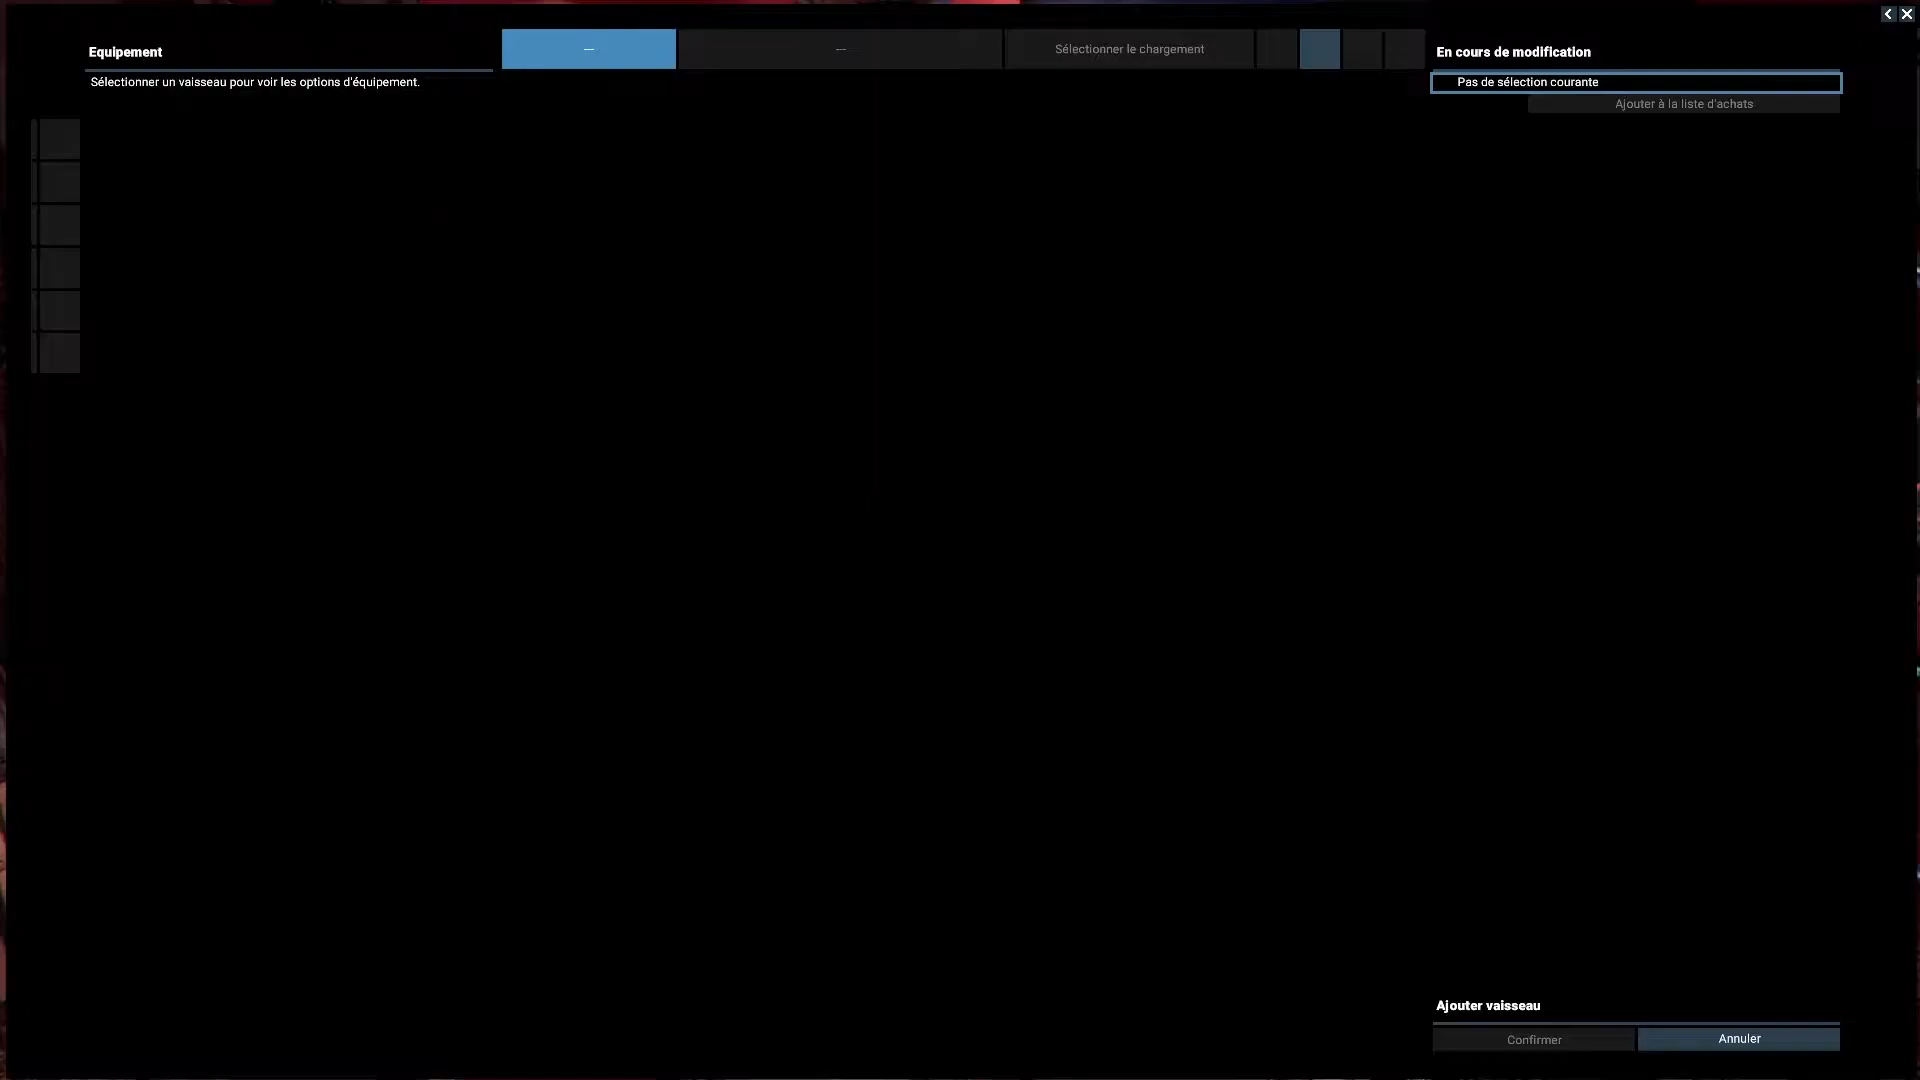 Equipement
Sélectionner un vaisseau pour voir les options d'équipement.
—
—
Sélectionner le chargement
En cours de modification
Pas de sélection courante
Ajouter à la liste d'achats
Ajouter vaisseau
Confirmer
Annuler